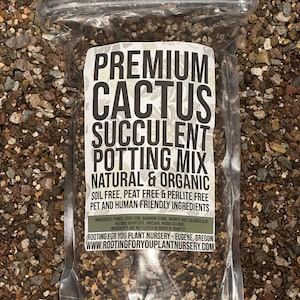 PREMIUM
CACTUS
SUCCULENT
POTTING MIX
NATURAL & ORGANIC
SOIL FREE, PEAT FREE & PERLITE FREE
PET AND HUMAN FRIENDLY INGREDIENTS
ROOTING FOR YOU PLANT NURSERY - EUGENE, OREGON
WWW.ROOTINGFORYOUPLANTNURSERY.COM